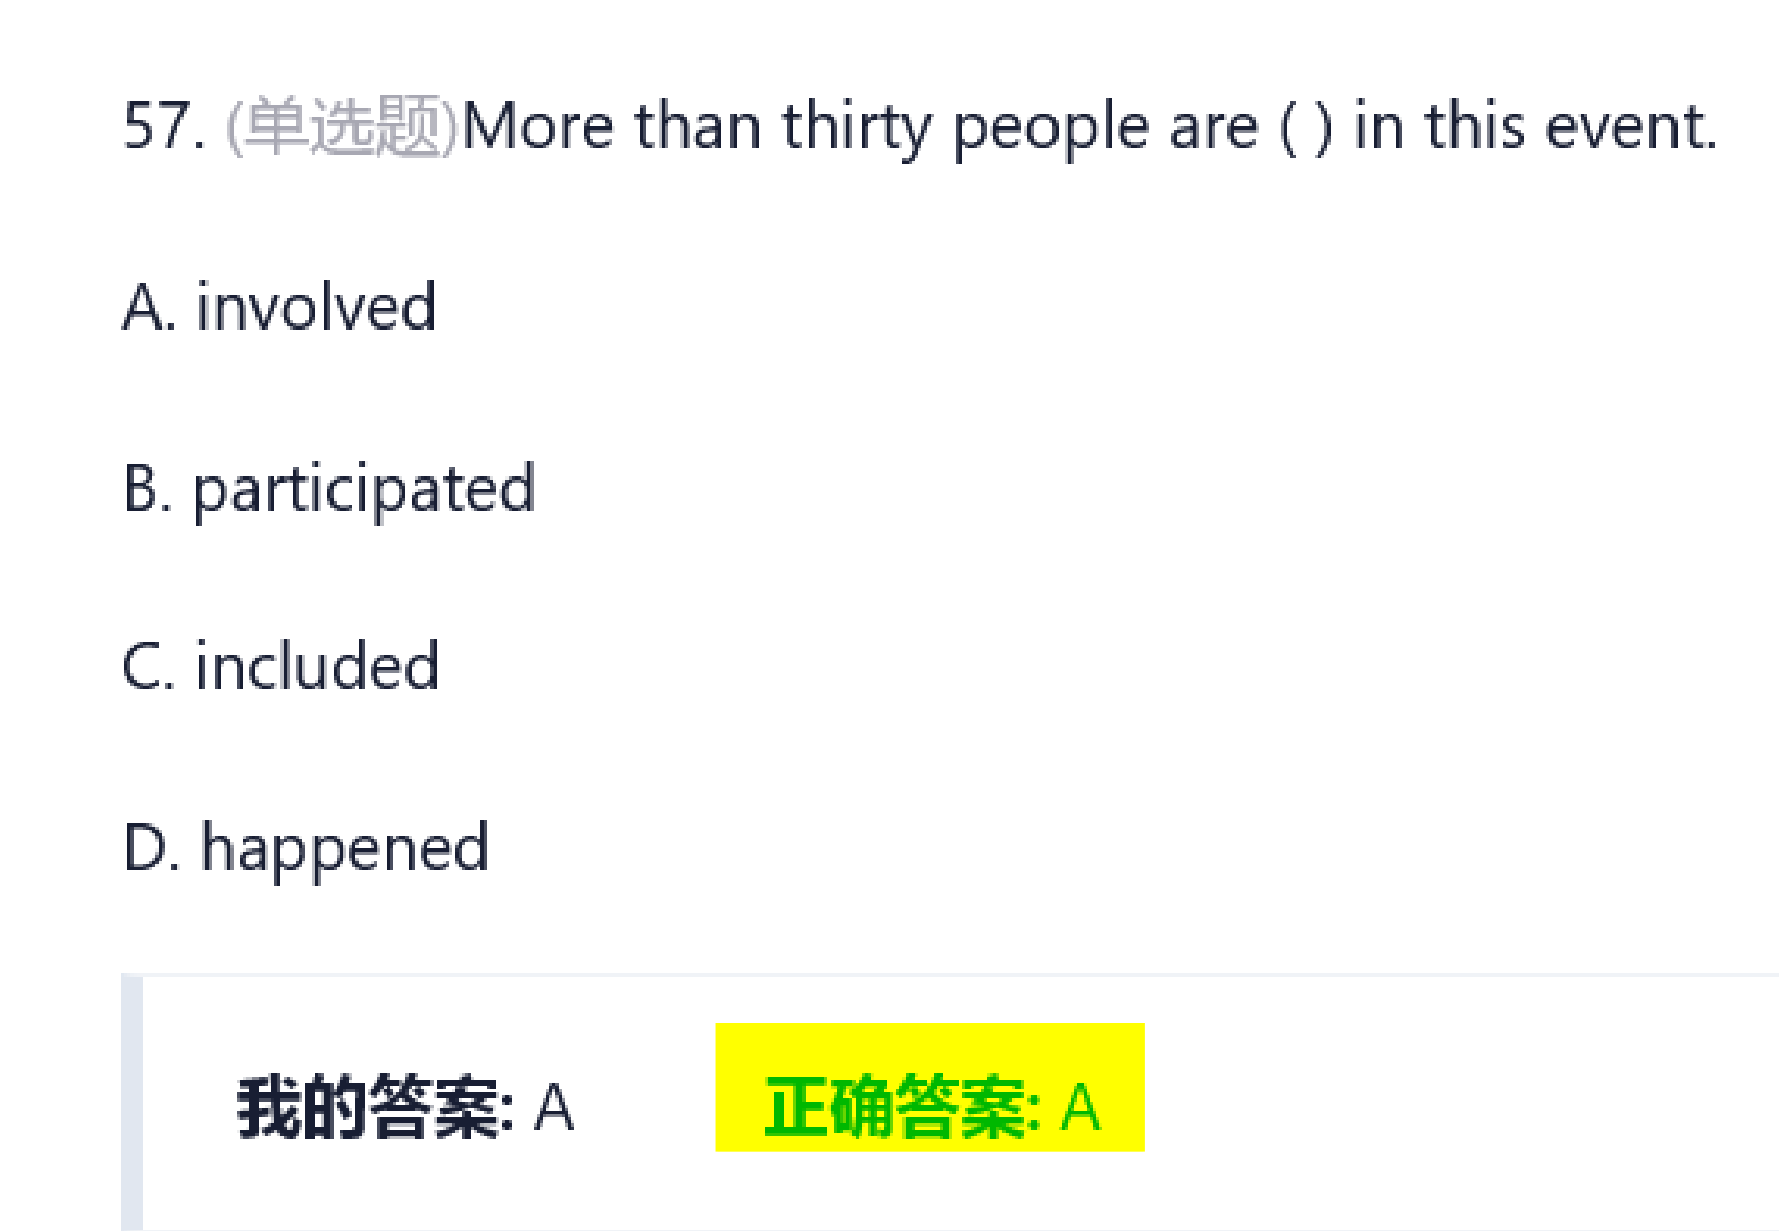 57. (单选题)More than thirty people are ( ) in this event.
A. involved
B. participated
C. included
D. happened
我的答案: A 正确答案: A